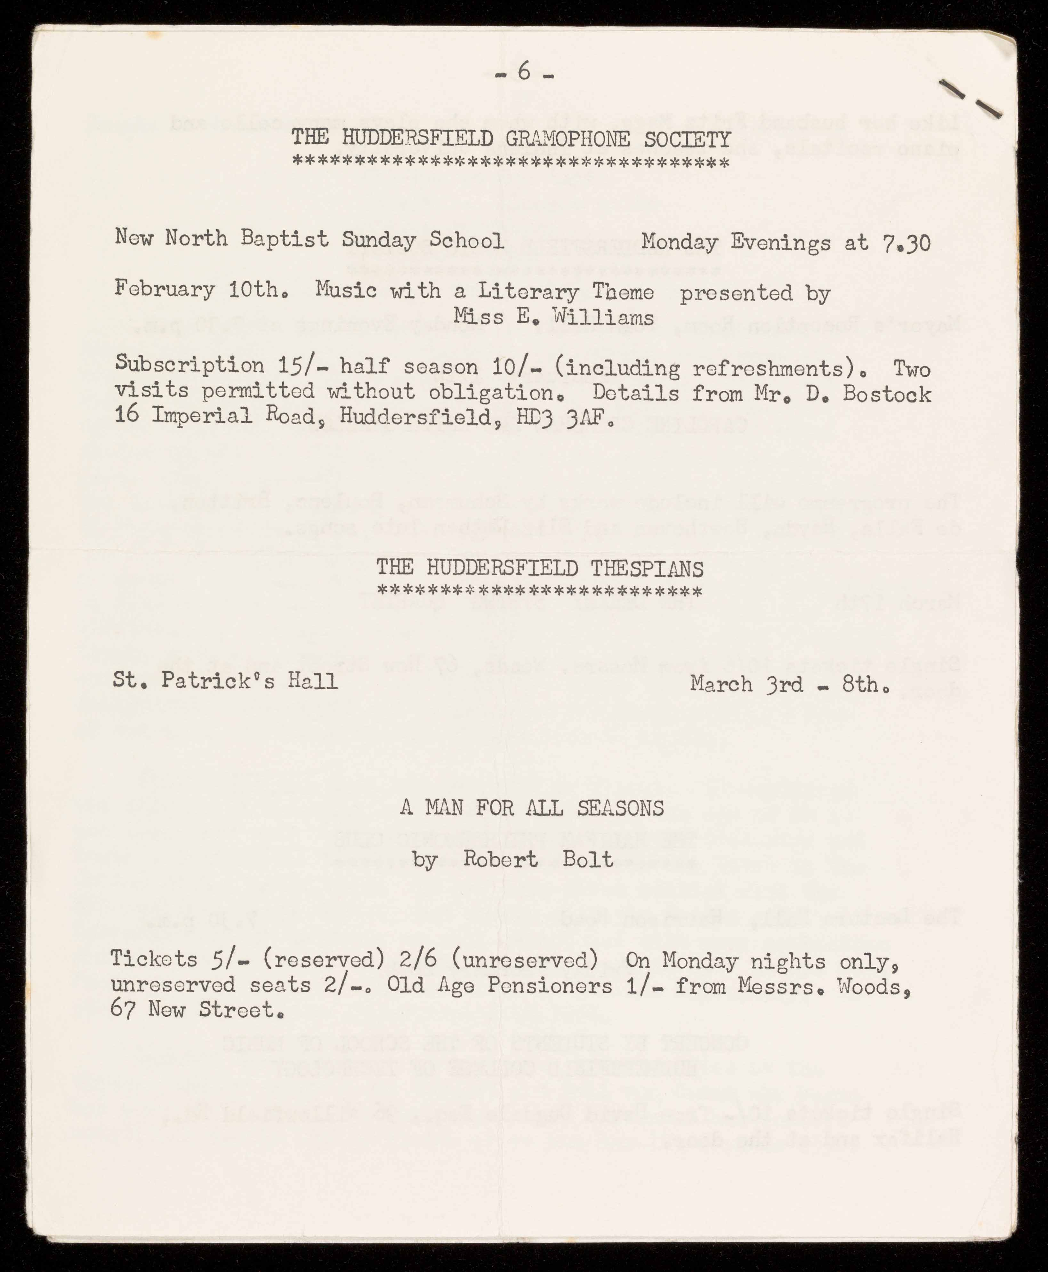 - 6 -
THE HUDDERSFIELD GRAMOPHONE SOCIETY
***********************************
New North Baptist Sunday School Monday Evenings at 7.30
February 10th. Music with a Literary Theme presented by
Miss E. Williams
Subscription 15/- half season 10/- (including refreshments). Two
visits permitted without obligation. Details from Mr. D. Bostock
16 Imperial Road, Huddersfield, HD3 3AF.
THE HUDDERSFIELD THESPIANS
**************************
St. Patrick's Hall March 3rd - 8th.
A MAN FOR ALL SEASONS
by Robert Bolt
Tickets 5/- (reserved) 2/6 (unreserved) On Monday nights only,
unreserved seats 2/-. Old Age Pensioners 1/- from Messrs. Woods,
67 New Street.